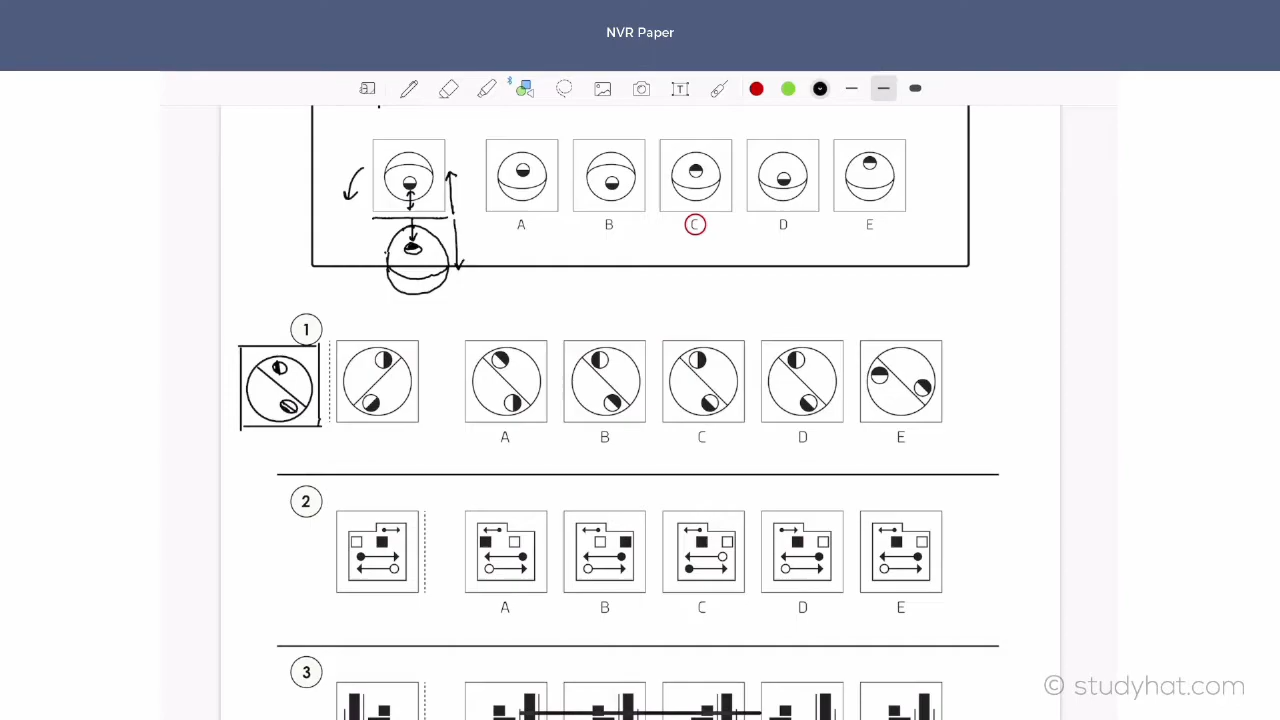 NVR Paper
T
A B C D E
1
A B C D E
2
A B C D E
3
© studyhat.com